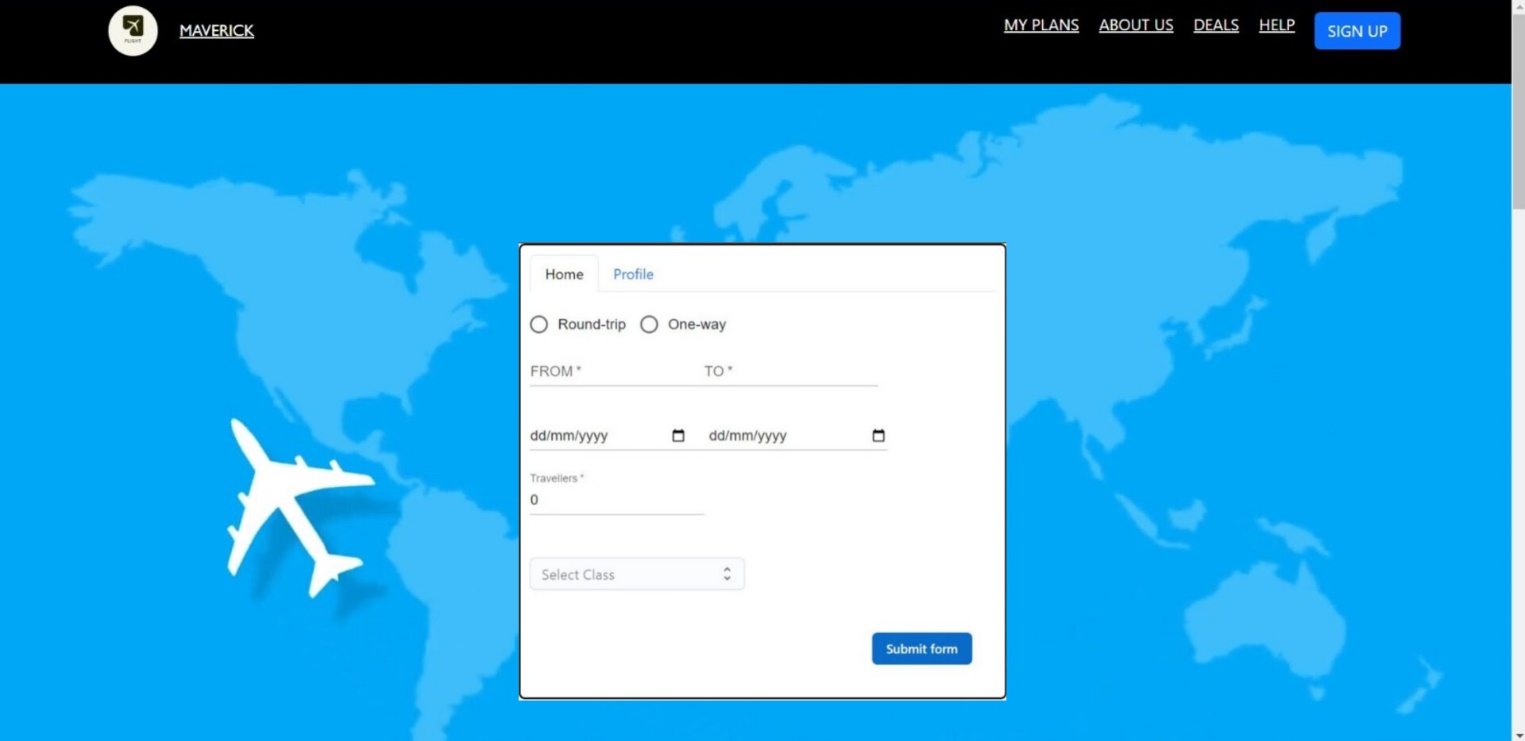 FLIGHT
MAVERICK
MY PLANS ABOUT US DEALS HELP SIGN UP
Home Profile
Round-trip One-way
FROM * TO *
dd/mm/yyyy dd/mm/yyyy
Travellers *
0
Select Class
Submit form